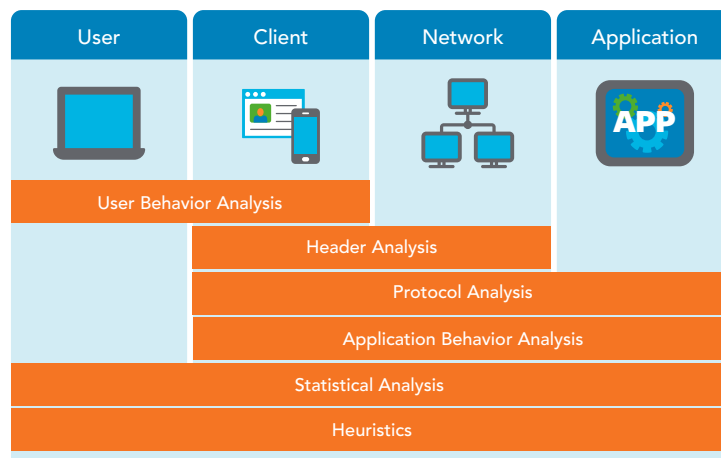 User
Client
Network
Application
APP
User Behavior Analysis
Header Analysis
Protocol Analysis
Application Behavior Analysis
Statistical Analysis
Heuristics